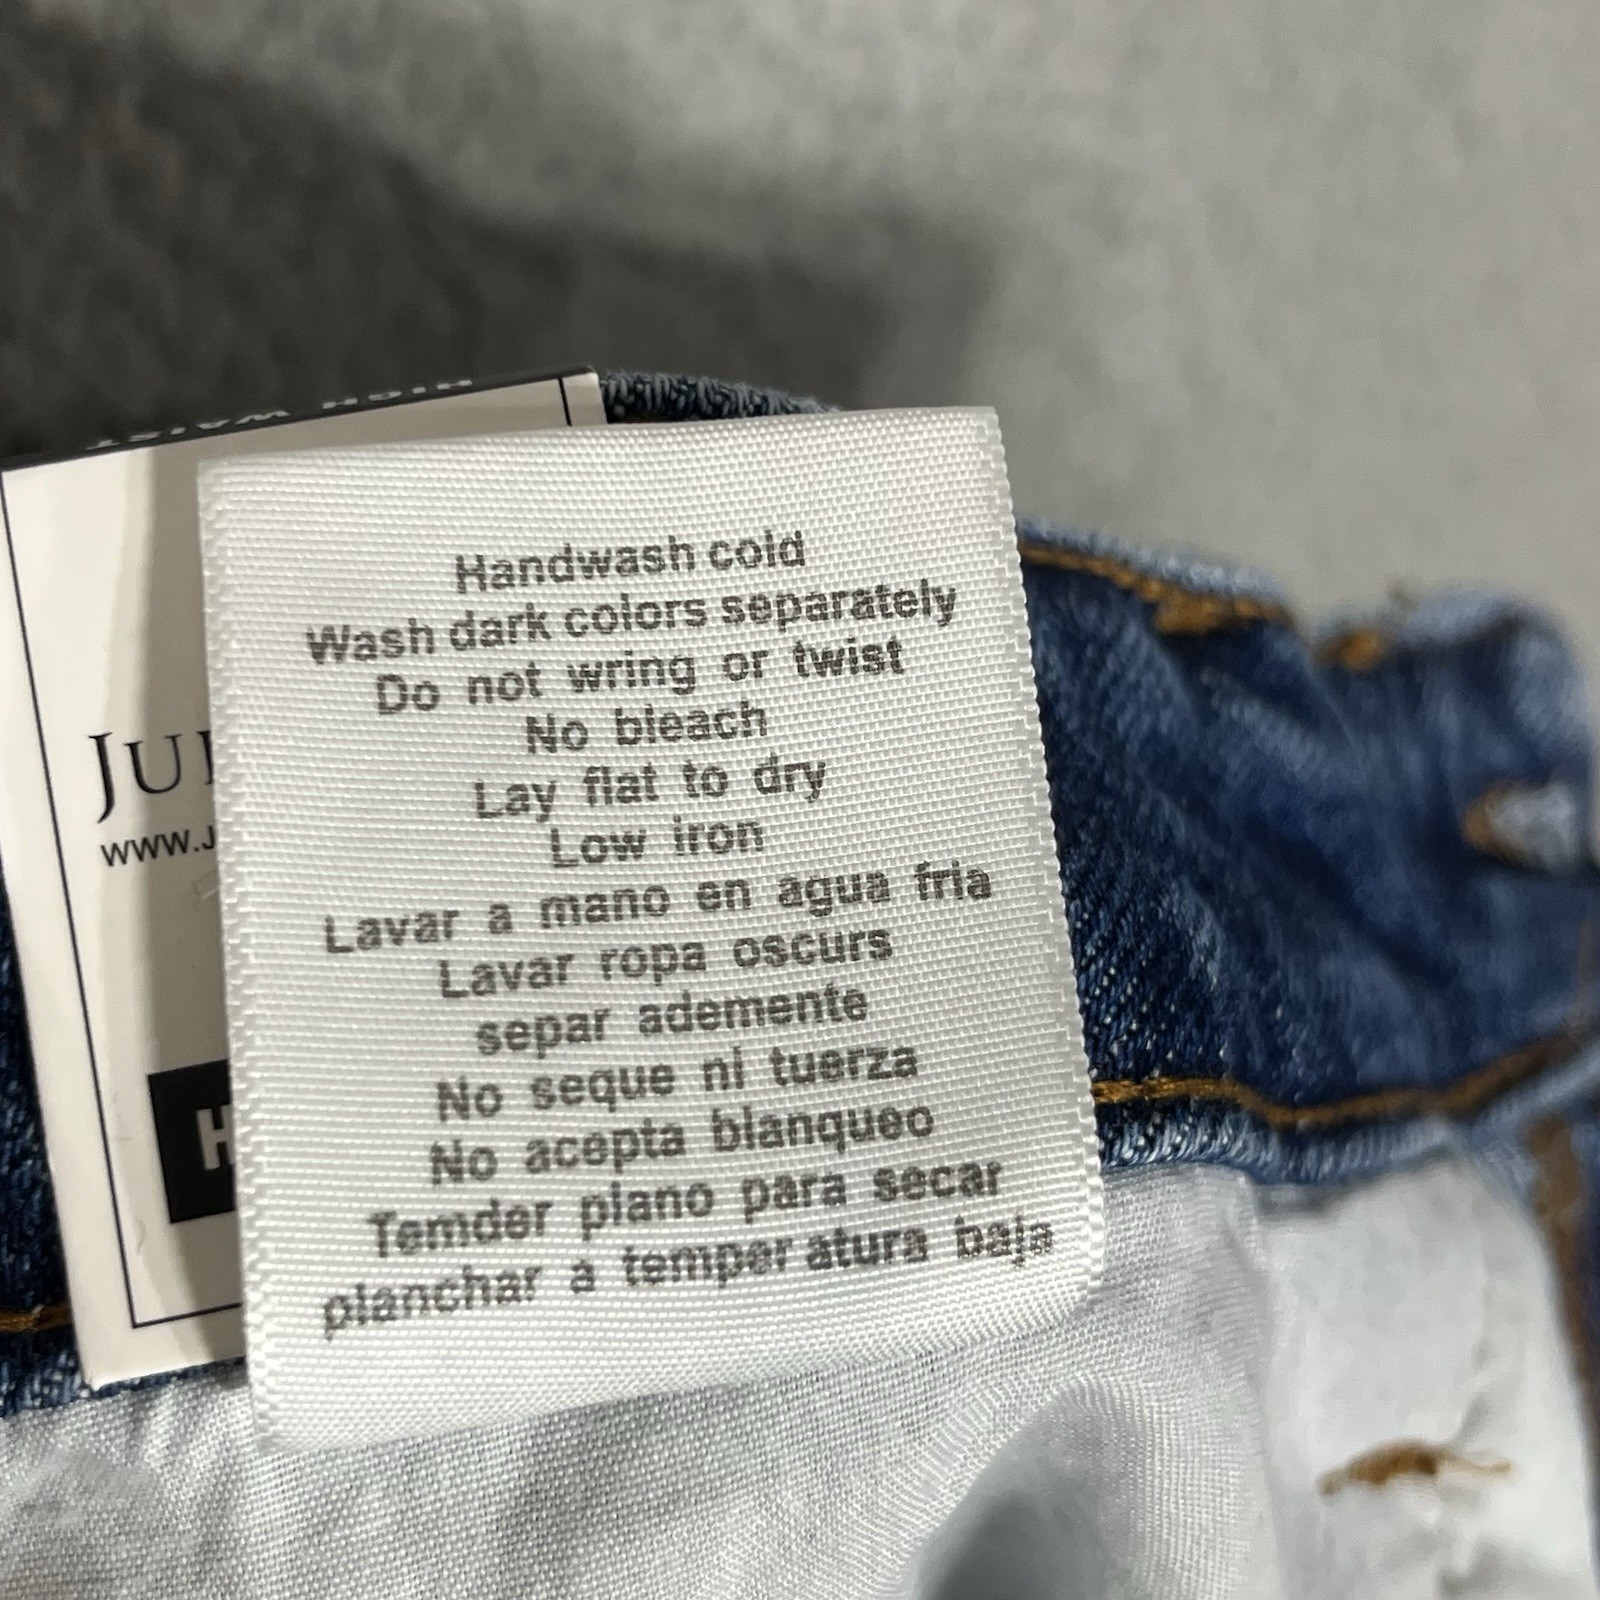 HIGH WAIST
JU
WWW.J
H
Handwash cold
Wash dark colors separately
Do not wring or twist
No bleach
Lay flat to dry
Low iron
Lavar a mano en agua fria
Lavar ropa oscurs
separ ademente
No seque ni tuerza
No acepta blanqueo
Temder plano para secar
planchar a temper atura baja